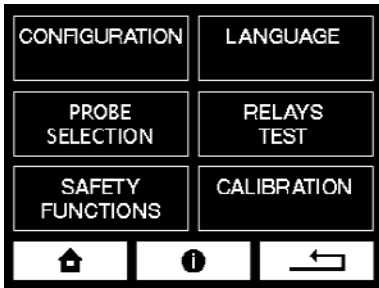 CONFIGURATION
LANGUAGE
PROBE
SELECTION
RELAYS
TEST
SAFETY
FUNCTIONS
CALIBRATION